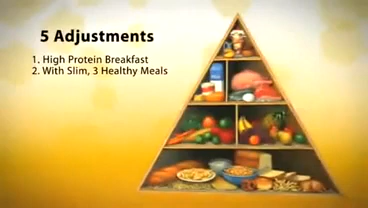 5 Adjustments
1. High Protein Breakfast
2. With Slim, 3 Healthy Meals